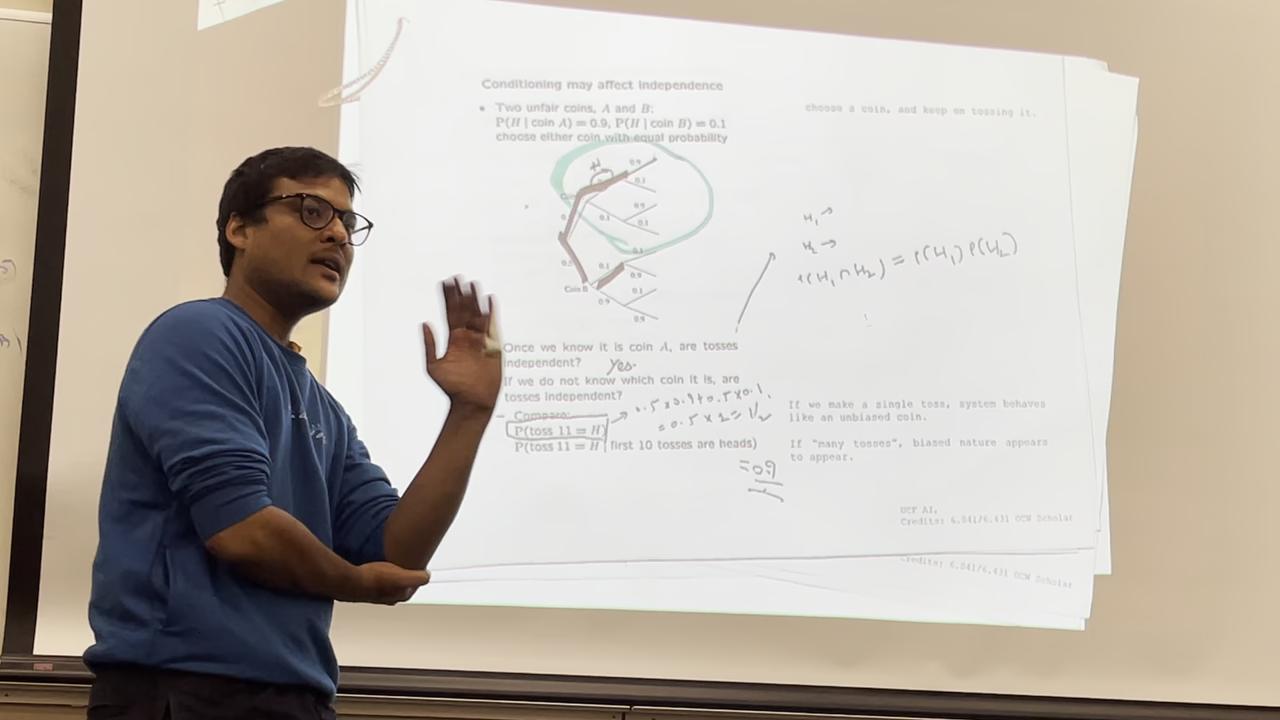 Conditioning may affect independence
• Two unfair coins, A and B:
P(H | coin A) = 0.9, P(H | coin B) = 0.1
choose either coin with equal probability
H
0.9
0.1
0.9
0.1
0.1
0.1
0.1
0.9
Coin B
0.1
0.9
0.9
Once we know it is coin A, are tosses
independent? Yes.
If we do not know which coin it is, are
tosses independent?
– Compare:
P(toss 11 = H)
0.5 x 0.9 + 0.5 x 0.1
= 0.5 x 2 = 1/2
P(toss 11 = H | first 10 tosses are heads)
= 0.9
choose a coin, and keep on tossing it.
H₁ →
H₂ →
P(H₁ ∩ H₂) = P(H₁) P(H₂)
If we make a single toss, system behaves
like an unbiased coin.
If "many tosses", biased nature appears
to appear.
UCF AI,
Credits: 6.041/6.431 OCW Scholar
Credits: 6.041/6.431 OCW Scholar